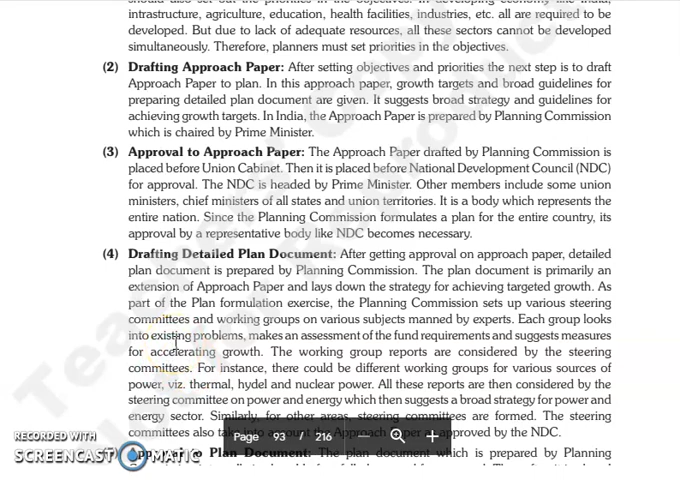 infrastructure, agriculture, education, health facilities, industries, etc. all are required to be
developed. But due to lack of adequate resources, all these sectors cannot be developed
simultaneously. Therefore, planners must set priorities in the objectives.
(2) Drafting Approach Paper: After setting objectives and priorities the next step is to draft
Approach Paper to plan. In this approach paper, growth targets and broad guidelines for
preparing detailed plan document are given. It suggests broad strategy and guidelines for
achieving growth targets. In India, the Approach Paper is prepared by Planning Commission
which is chaired by Prime Minister.
(3) Approval to Approach Paper: The Approach Paper drafted by Planning Commission is
placed before Union Cabinet. Then it is placed before National Development Council (NDC)
for approval. The NDC is headed by Prime Minister. Other members include some union
ministers, chief ministers of all states and union territories. It is a body which represents the
entire nation. Since the Planning Commission formulates a plan for the entire country, its
approval by a representative body like NDC becomes necessary.
(4) Drafting Detailed Plan Document: After getting approval on approach paper, detailed
plan document is prepared by Planning Commission. The plan document is primarily an
extension of Approach Paper and lays down the strategy for achieving targeted growth. As
part of the Plan formulation exercise, the Planning Commission sets up various steering
committees and working groups on various subjects manned by experts. Each group looks
into existing problems, makes an assessment of the fund requirements and suggests measures
for accelerating growth. The working group reports are considered by the steering
committees. For instance, there could be different working groups for various sources of
power, viz. thermal, hydel and nuclear power. All these reports are then considered by the
steering committee on power and energy which then suggests a broad strategy for power and
energy sector. Similarly, for other areas, steering committees are formed. The steering
committees also approved by the NDC.
Page 93 / 216
Plan Document: The plan document which is prepared by Planning
RECORDED WITH
SCREENCAST MATIC